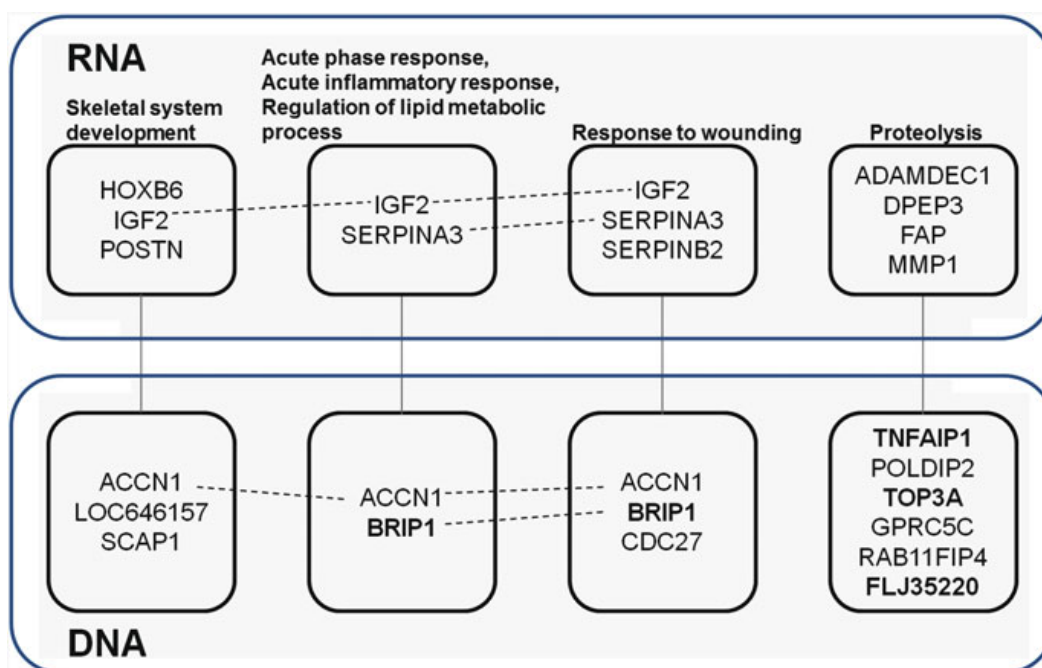 RNA
Acute phase response,
Acute inflammatory response,
Regulation of lipid metabolic
process
Skeletal system
development
Response to wounding
Proteolysis
HOXB6
IGF2
POSTN
IGF2
SERPINA3
IGF2
SERPINA3
SERPINB2
ADAMDEC1
DPEP3
FAP
MMP1
ACCN1
LOC646157
SCAP1
ACCN1
BRIP1
ACCN1
BRIP1
CDC27
TNFAIP1
POLDIP2
TOP3A
GPRC5C
RAB11FIP4
FLJ35220
DNA